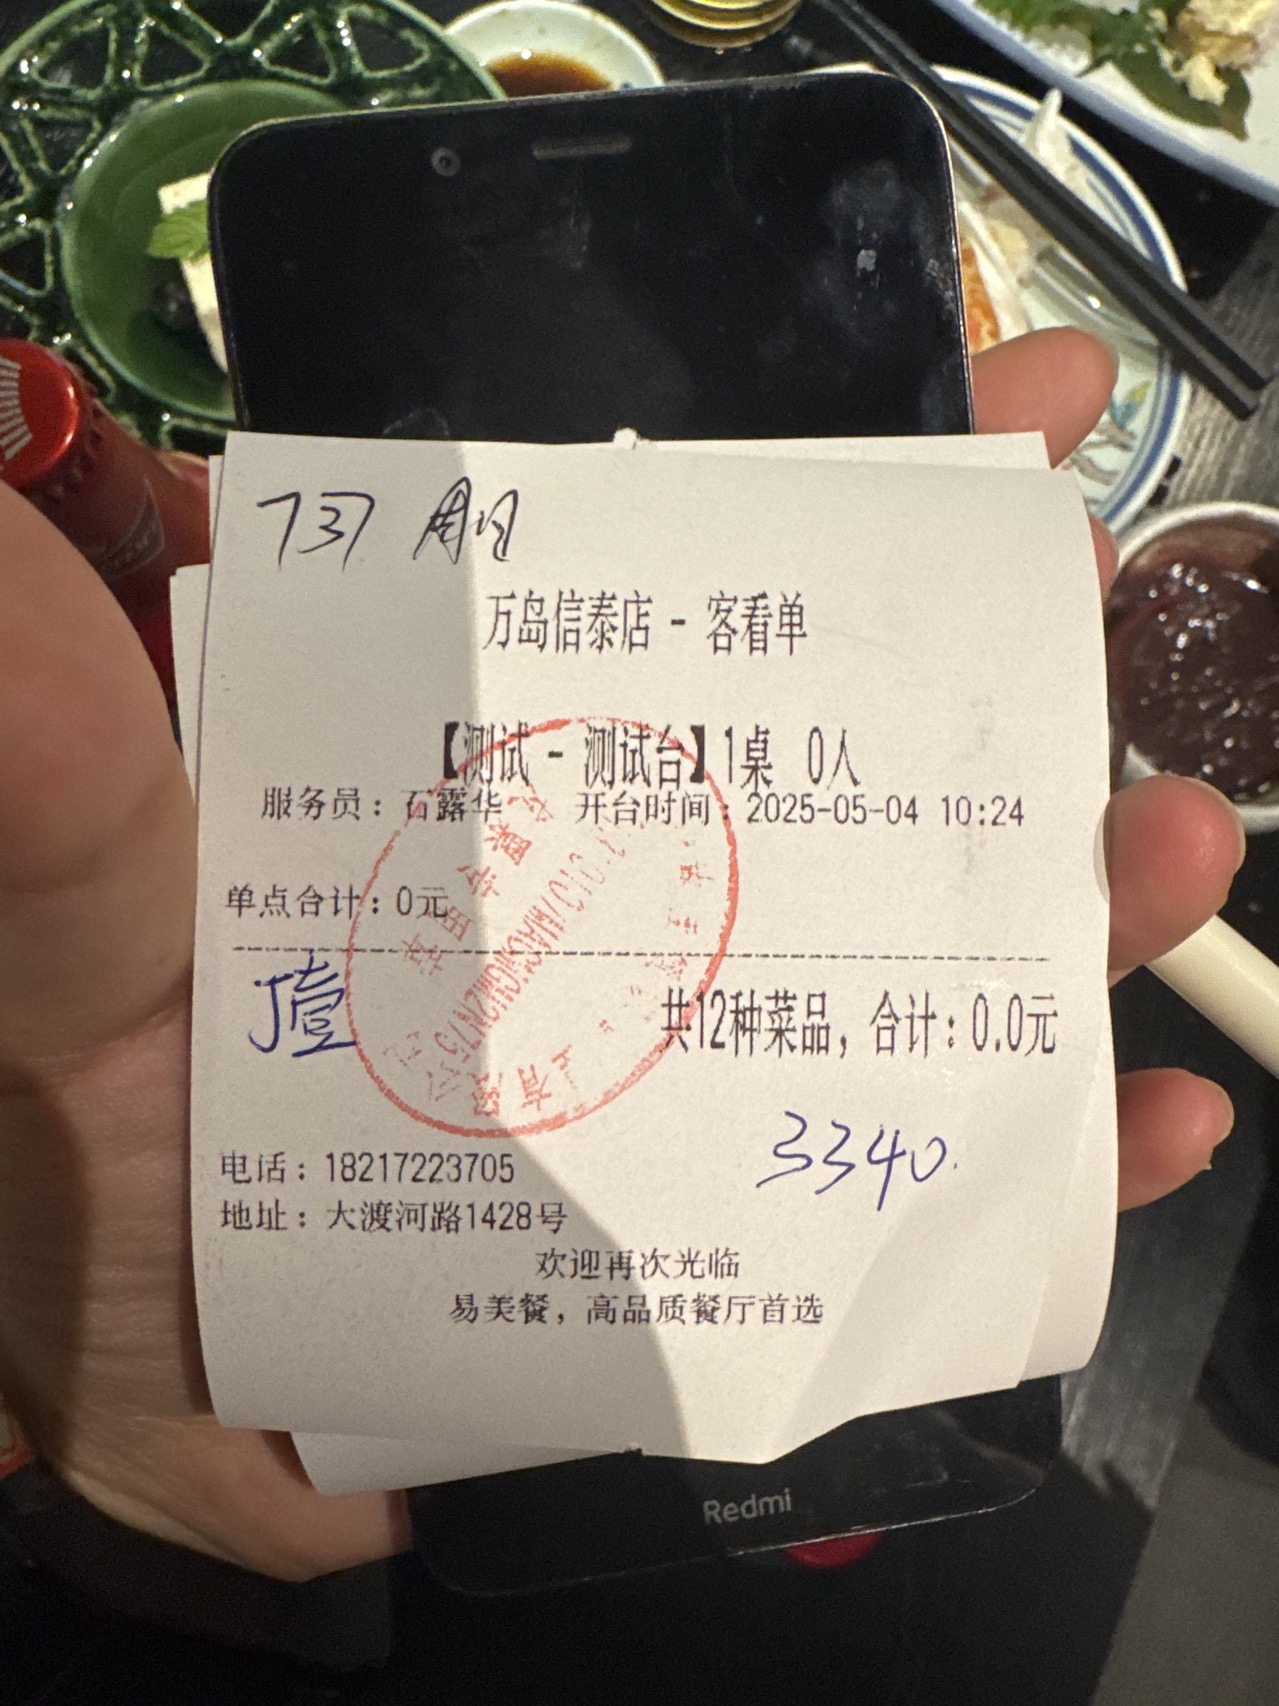 737
万岛信泰店 - 客看单
【测试 - 测试台】1桌 0人
服务员：石露华 开台时间：2025-05-04 10:24
单点合计：0元
共12种菜品，合计：0.0元
3340.
电话：18217223705
地址：大渡河路1428号
欢迎再次光临
易美餐，高品质餐厅首选
Redmi